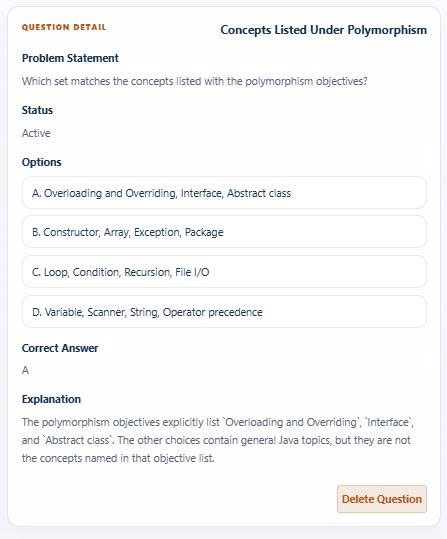 QUESTION DETAIL
Concepts Listed Under Polymorphism
Problem Statement
Which set matches the concepts listed with the polymorphism objectives?
Status
Active
Options
A. Overloading and Overriding, Interface, Abstract class
B. Constructor, Array, Exception, Package
C. Loop, Condition, Recursion, File I/O
D. Variable, Scanner, String, Operator precedence
Correct Answer
A
Explanation
The polymorphism objectives explicitly list `Overloading and Overriding`, `Interface`,
and `Abstract class`. The other choices contain general Java topics, but they are not
the concepts named in that objective list.
Delete Question